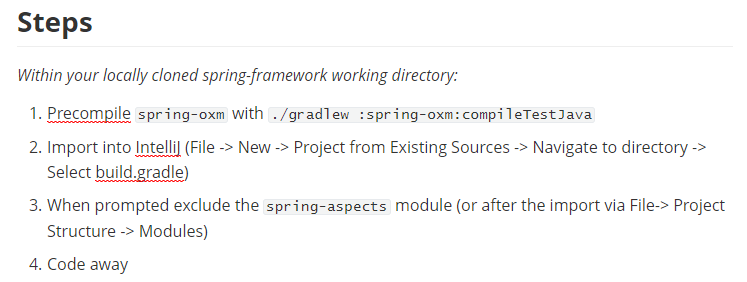 Steps
Within your locally cloned spring-framework working directory:
1. Precompile spring-oxm with ./gradlew :spring-oxm:compileTestJava
2. Import into IntelliJ (File -> New -> Project from Existing Sources -> Navigate to directory ->
Select build.gradle)
3. When prompted exclude the spring-aspects module (or after the import via File-> Project
Structure -> Modules)
4. Code away